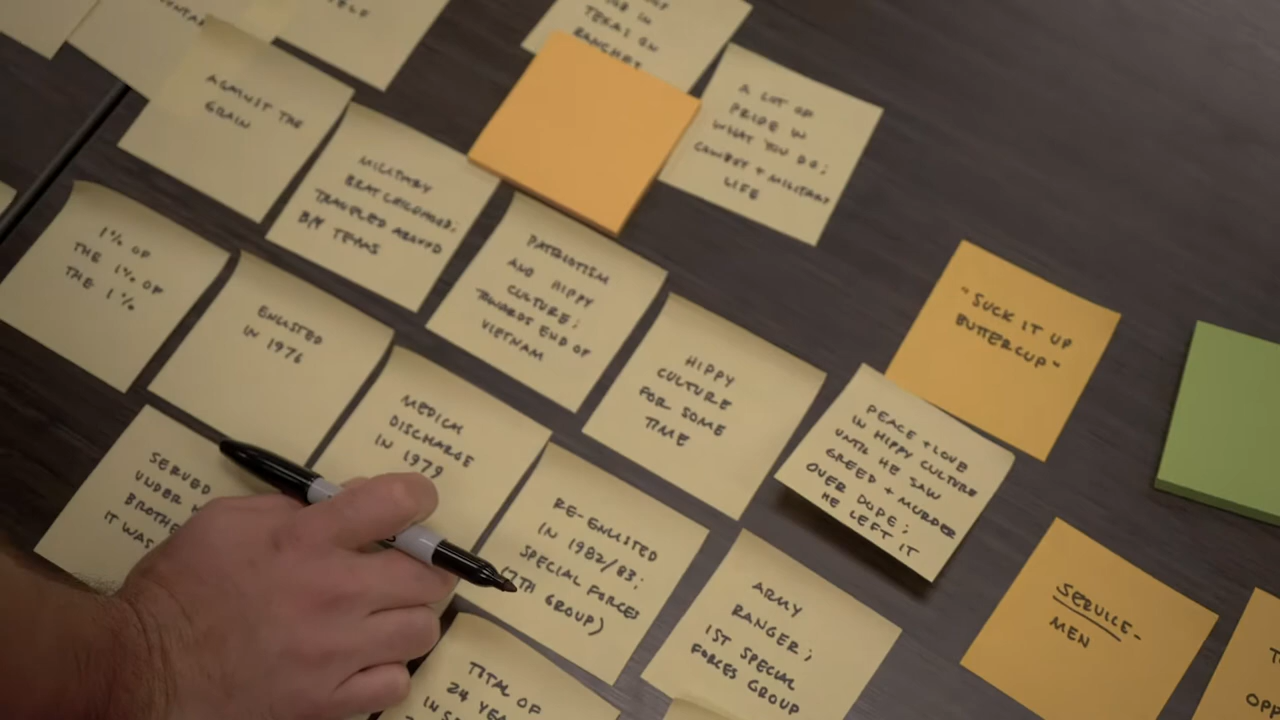 TEXAS ON
RANCHES
AGAINST THE
GRAIN
A LOT OF
PRIDE IN
WHAT YOU DO;
COWBOY + MILITARY
LIFE
MILITARY
BRAT CHILDHOOD;
TRAVELED AROUND
B/F TEXAS
1% OF
THE 1% OF
THE 1%
PATRIOTISM
AND HIPPY
CULTURE;
TOWARDS END OF
VIETNAM
"SUCK IT UP
BUTTERCUP"
ENLISTED
IN 1976
HIPPY
CULTURE
FOR SOME
TIME
PEACE + LOVE
IN HIPPY CULTURE
UNTIL HE SAW
GREED + MURDER
OVER DOPE;
HE LEFT IT
MEDICAL
DISCHARGE
IN 1979
SERVED
UNDER
IT WAS
RE-ENLISTED
IN 1982/83;
SPECIAL FORCES
(7TH GROUP)
ARMY
RANGER;
1ST SPECIAL
FORCES GROUP
SERVICE-
MEN
TOTAL OF
24